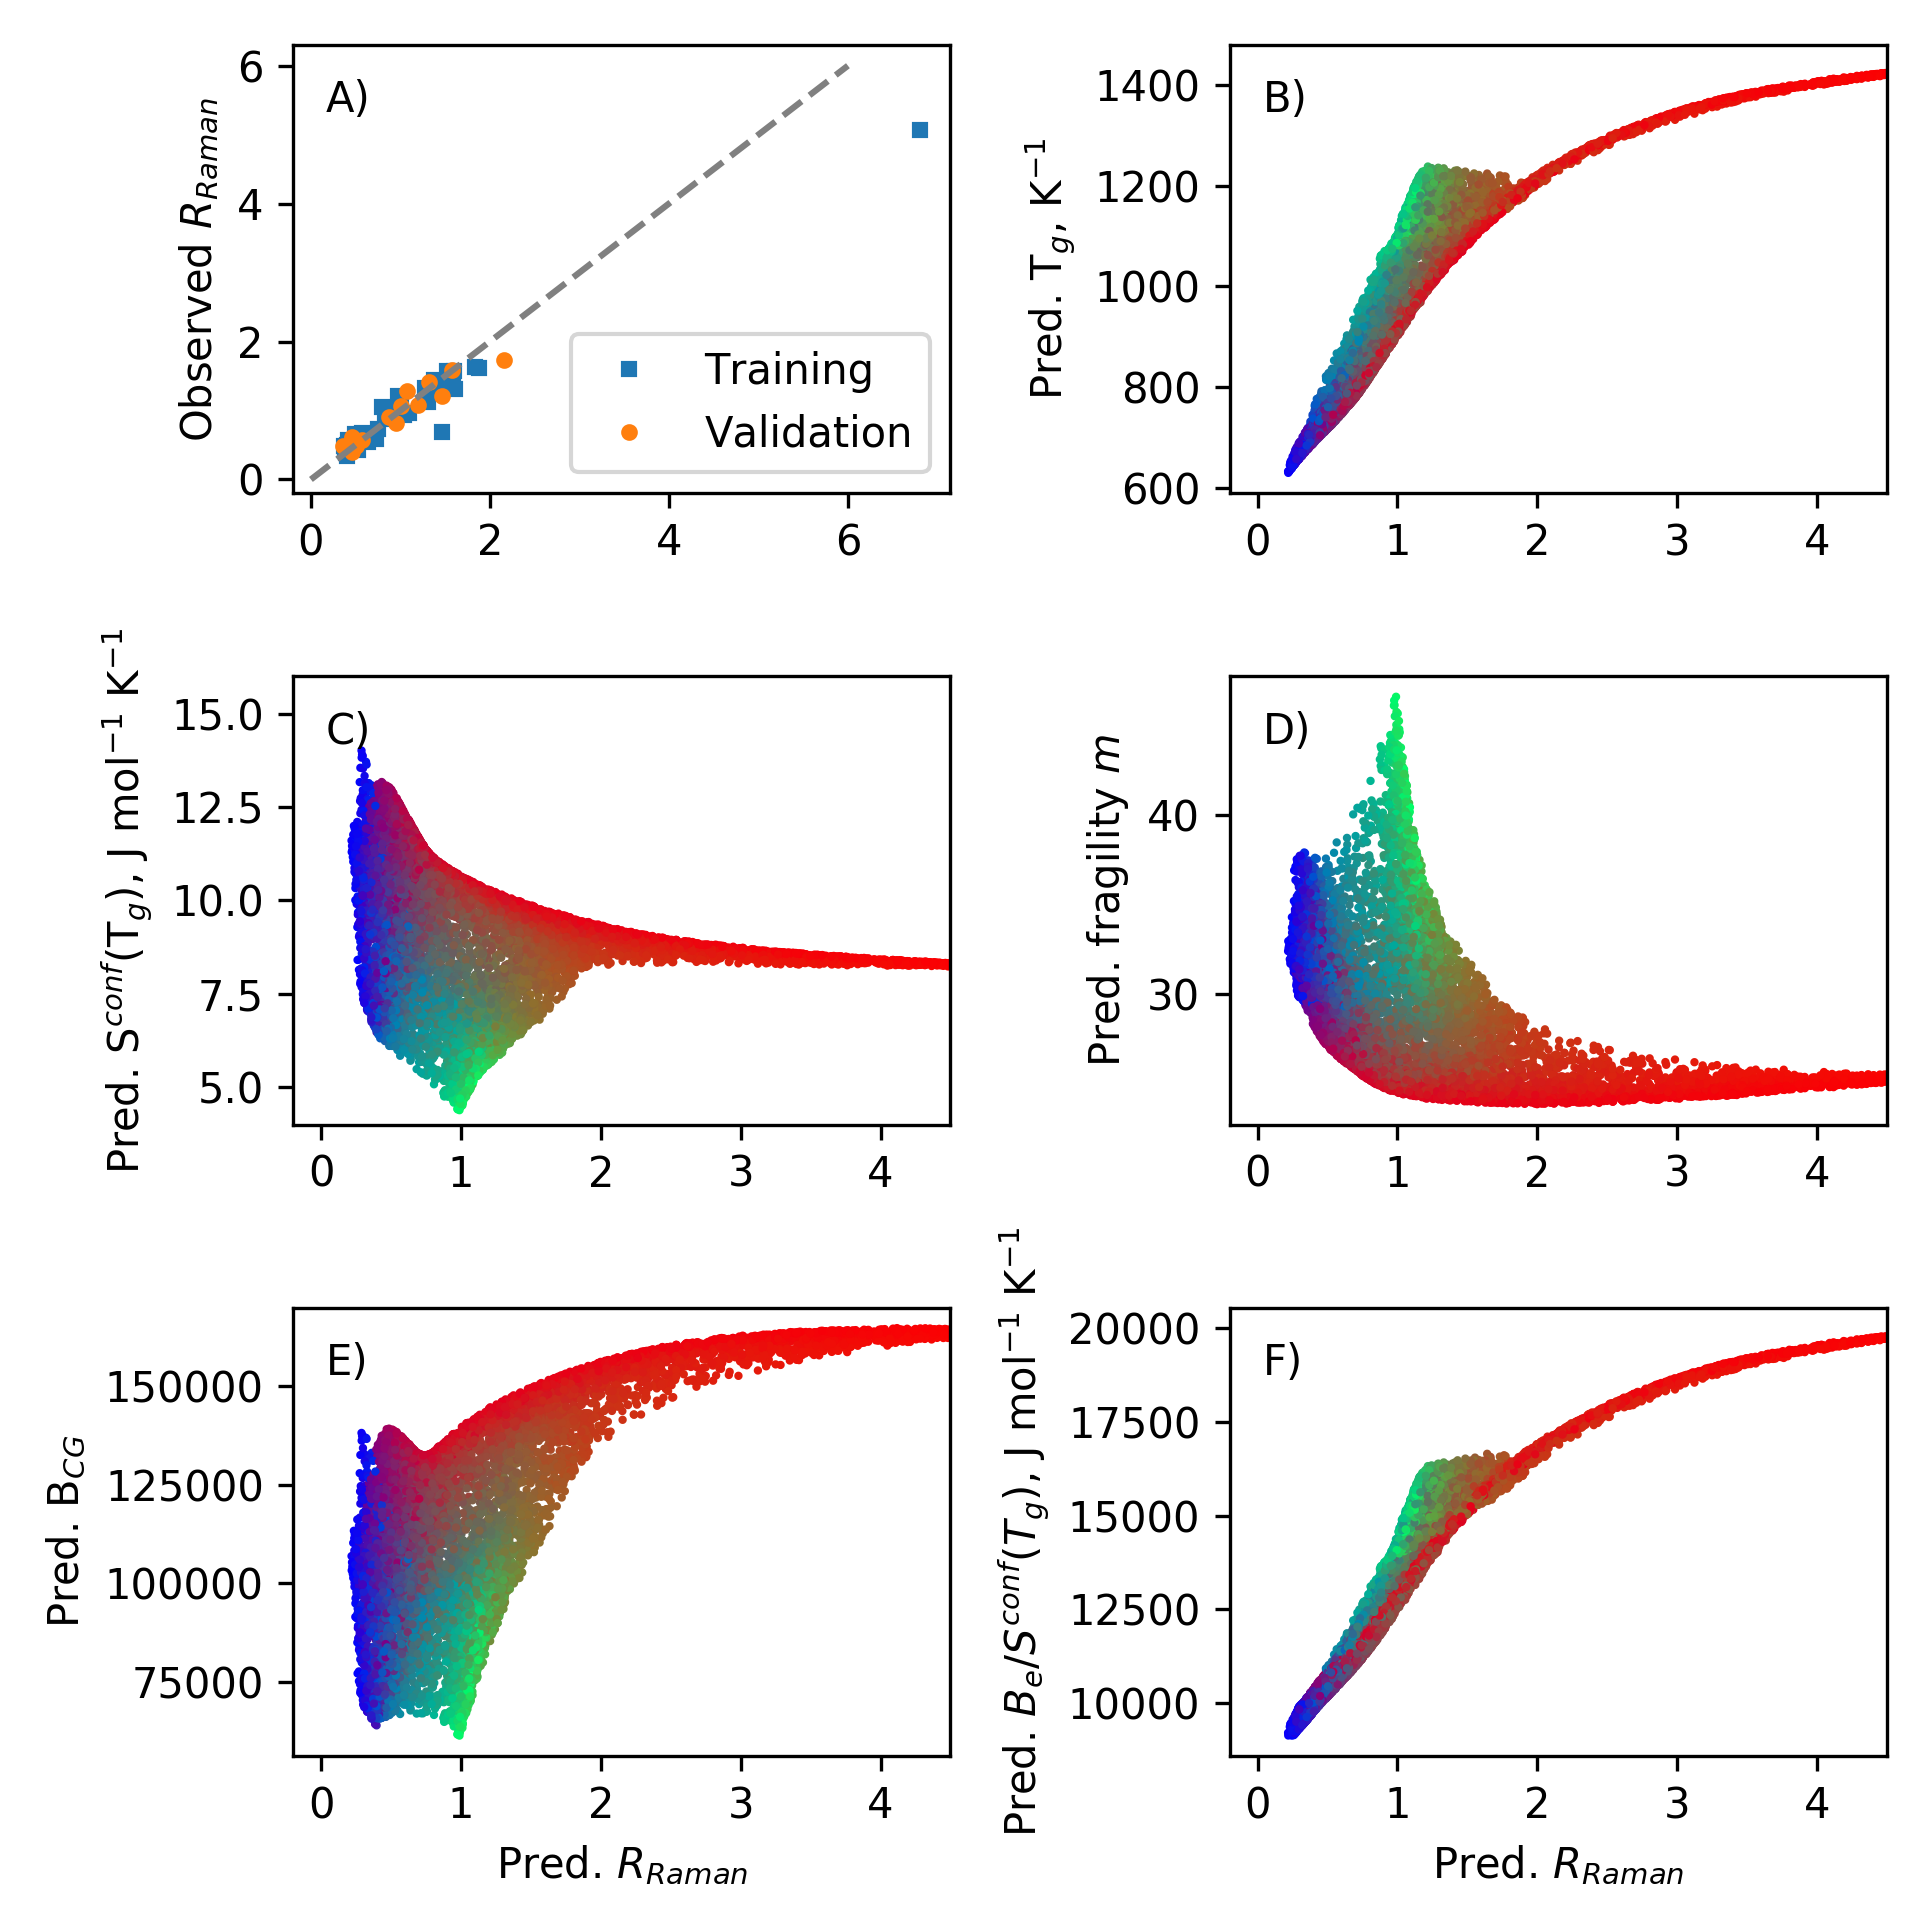 A)
Observed R_Raman
6
4
2
0
0 2 4 6
Training
Validation
B)
Pred. T_g, K⁻¹
1400
1200
1000
800
600
0 1 2 3 4
C)
Pred. S^conf(T_g), J mol⁻¹ K⁻¹
15.0
12.5
10.0
7.5
5.0
0 1 2 3 4
D)
Pred. fragility m
40
30
0 1 2 3 4
E)
Pred. B_CG
150000
125000
100000
75000
0 1 2 3 4
Pred. R_Raman
F)
Pred. B_e/S^conf(T_g), J mol⁻¹ K⁻¹
20000
17500
15000
12500
10000
0 1 2 3 4
Pred. R_Raman